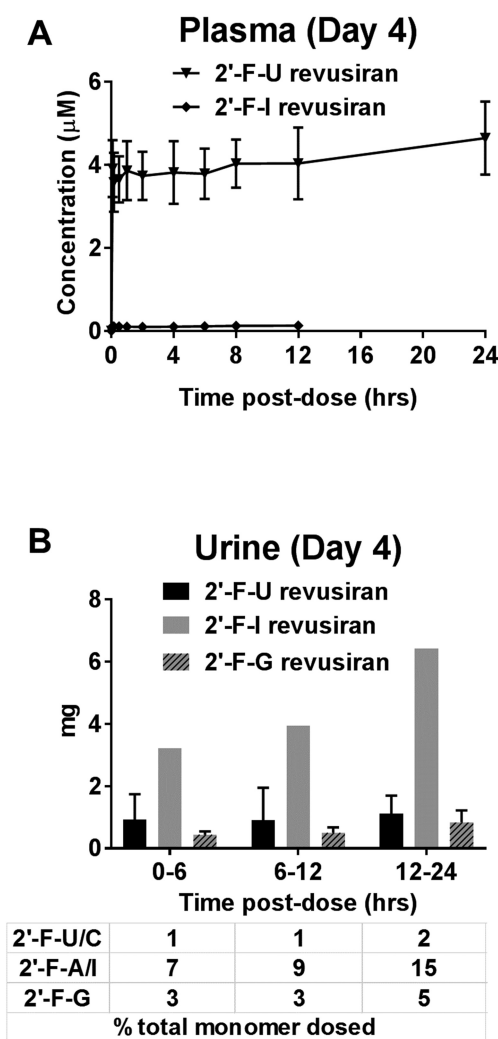 A
Plasma (Day 4)
2'-F-U revusiran
2'-F-I revusiran
Concentration (μM)
6
4
2
0
0 4 8 12 16 20 24
Time post-dose (hrs)
B
Urine (Day 4)
2'-F-U revusiran
2'-F-I revusiran
2'-F-G revusiran
mg
8
6
4
2
0
0-6 6-12 12-24
Time post-dose (hrs)
2'-F-U/C 1 1 2
2'-F-A/I 7 9 15
2'-F-G 3 3 5
% total monomer dosed